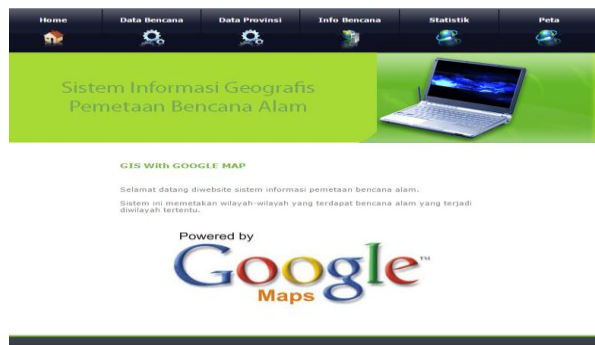 Home Data Bencana Data Provinsi Info Bencana Statistik Peta
Sistem Informasi Geografis
Pemetaan Bencana Alam
GIS With GOOGLE MAP
Selamat datang diwebsite sistem informasi pemetaan bencana alam.
Sistem ini memetakan wilayah-wilayah yang terdapat bencana alam yang terjadi
diwilayah tertentu.
Powered by
Google™
Maps